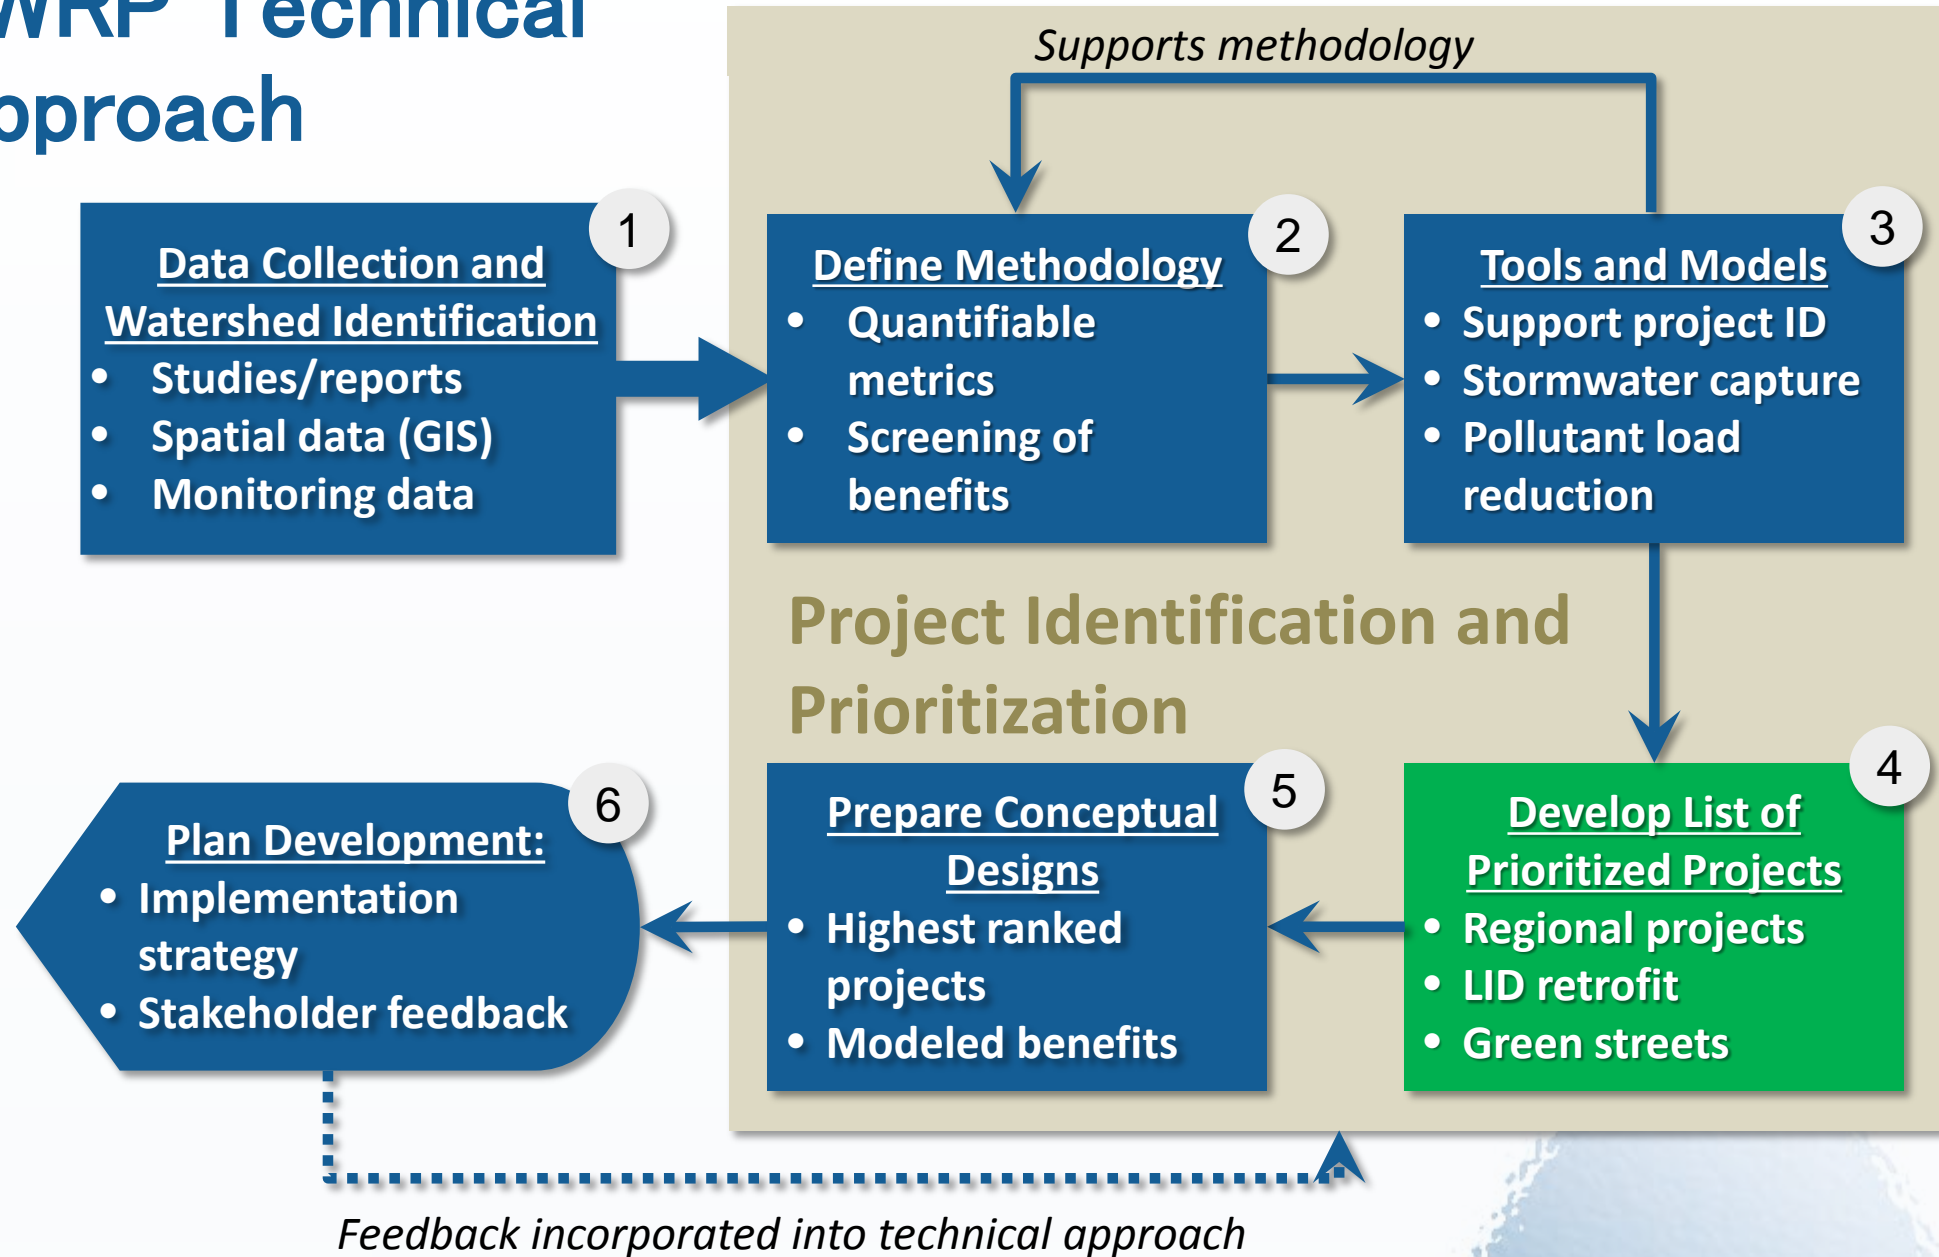 WRP Technical
pproach
Supports methodology
1
Data Collection and
Watershed Identification
• Studies/reports
• Spatial data (GIS)
• Monitoring data
2
Define Methodology
• Quantifiable
metrics
• Screening of
benefits
3
Tools and Models
• Support project ID
• Stormwater capture
• Pollutant load
reduction
Project Identification and
Prioritization
4
Develop List of
Prioritized Projects
• Regional projects
• LID retrofit
• Green streets
5
Prepare Conceptual
Designs
• Highest ranked
projects
• Modeled benefits
6
Plan Development:
• Implementation
strategy
• Stakeholder feedback
Feedback incorporated into technical approach